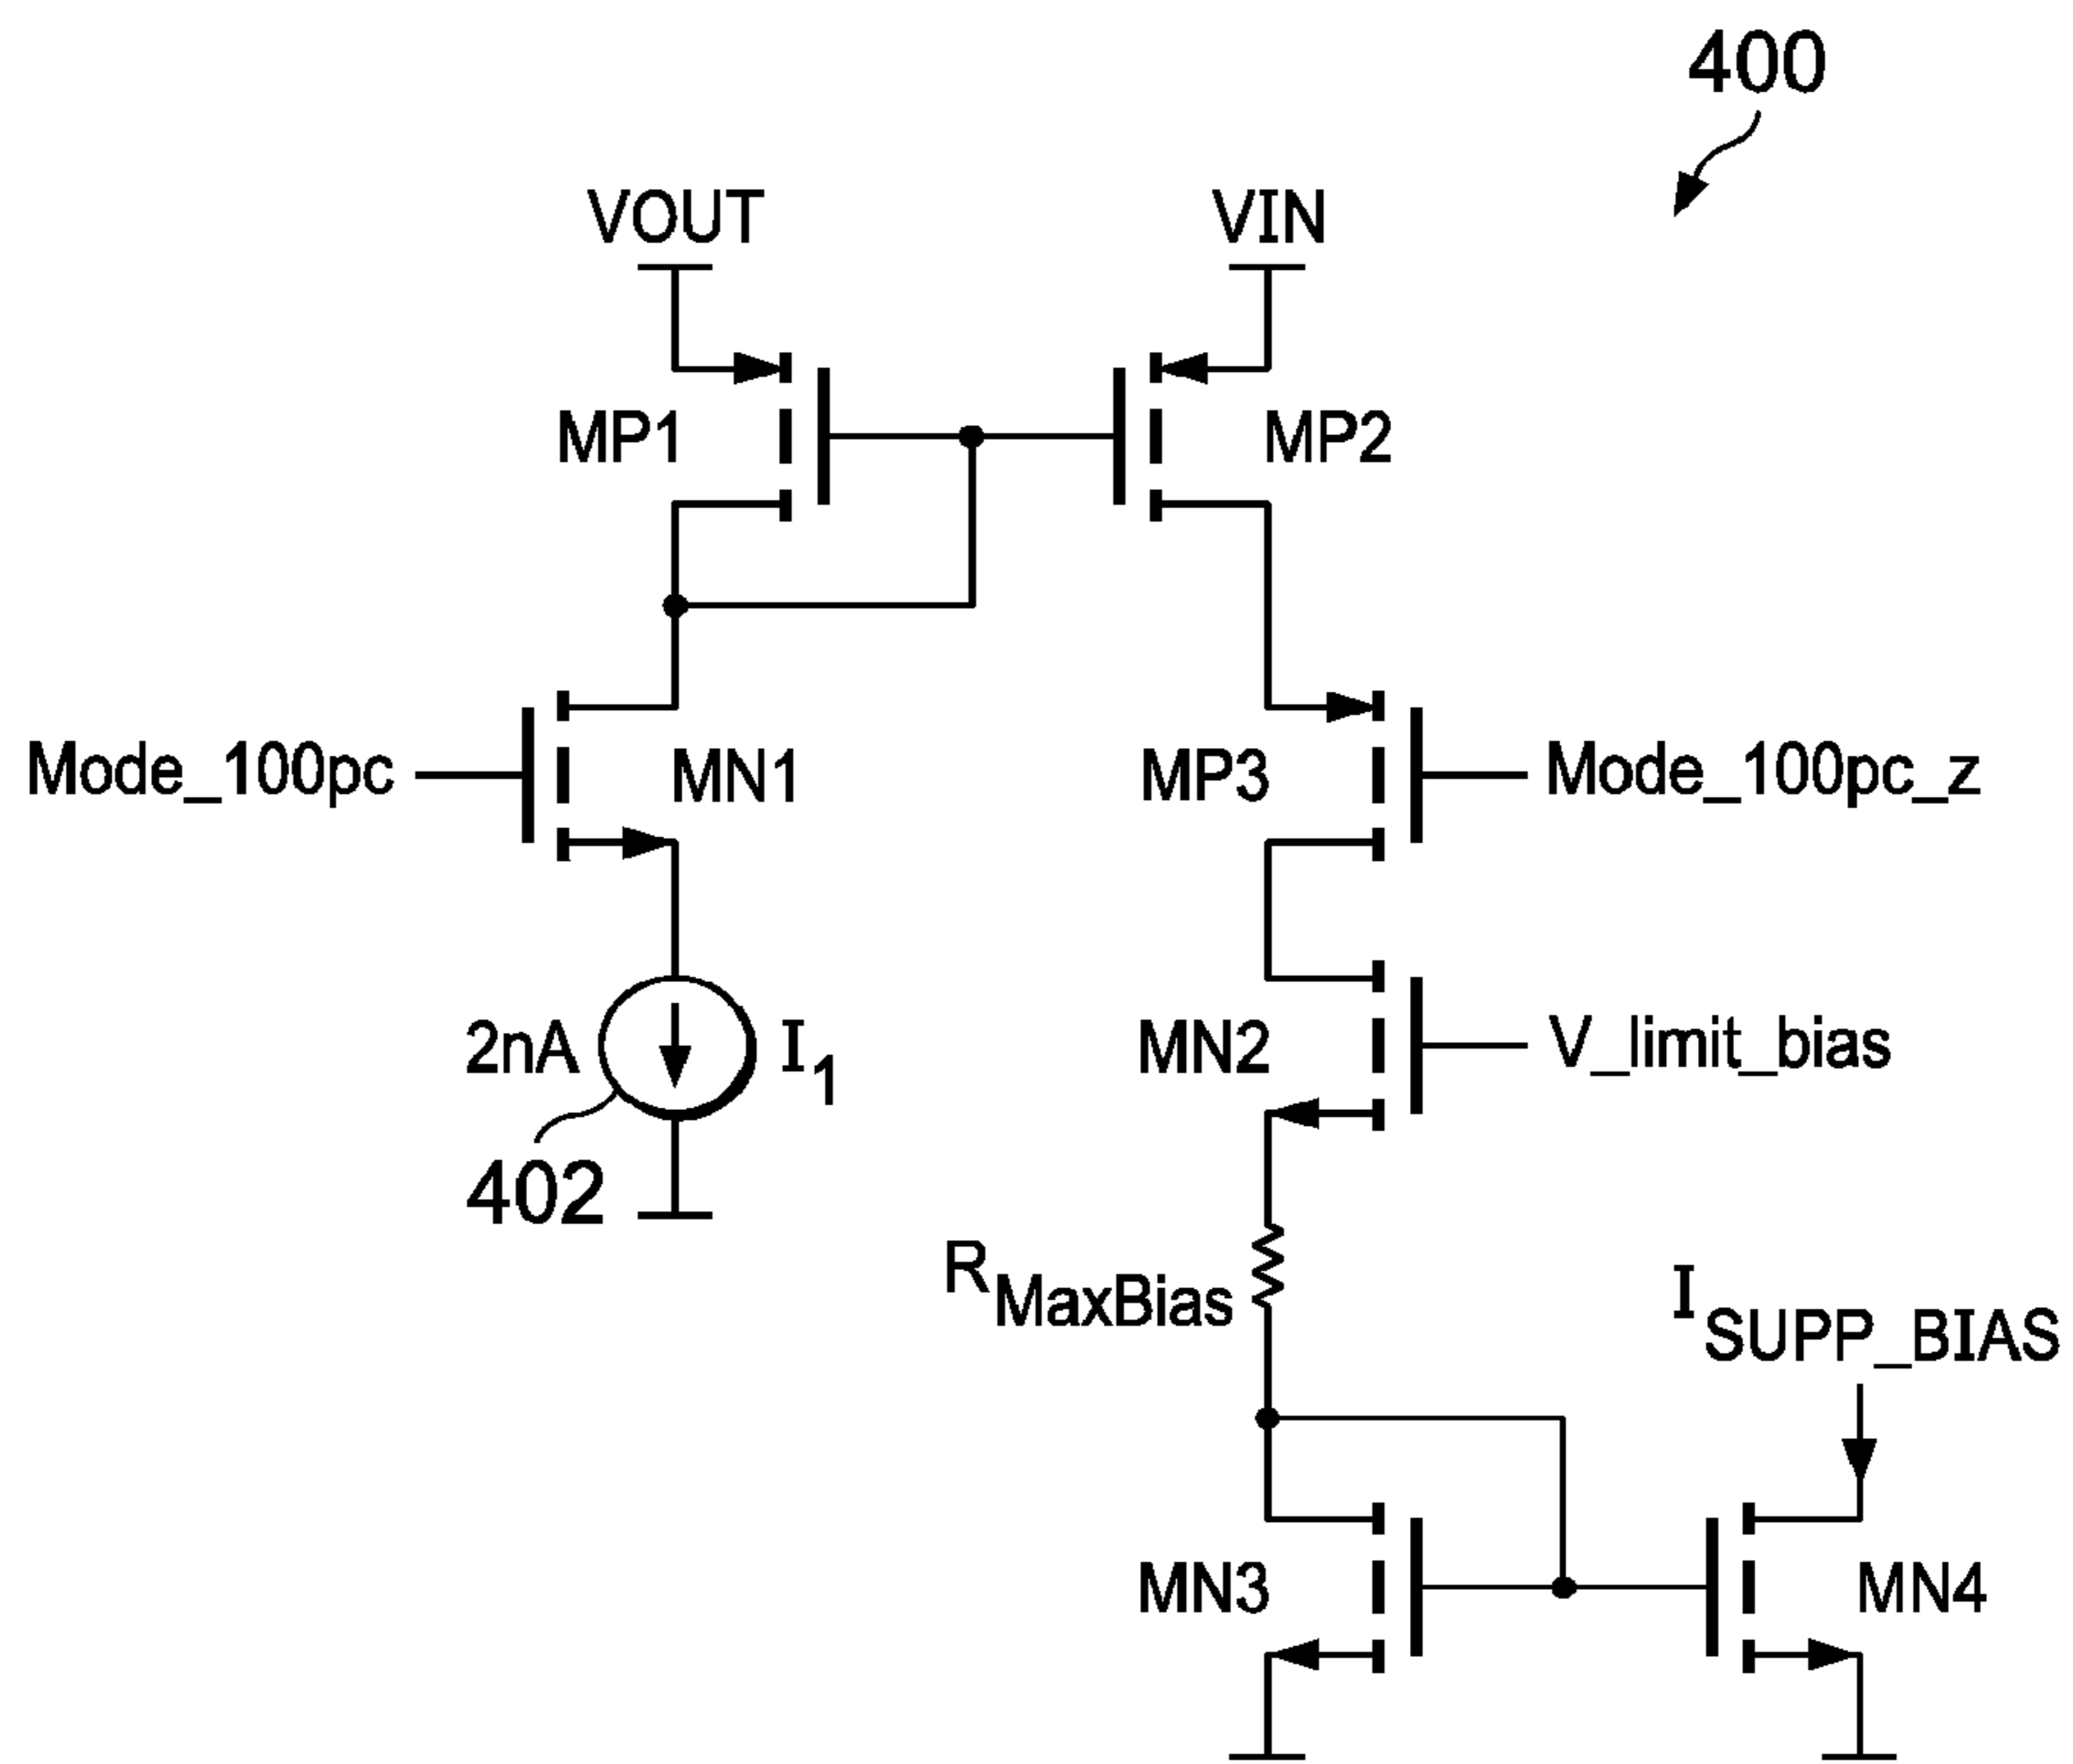 400
VOUT
VIN
MP1
MP2
Mode_100pc
MN1
MP3
Mode_100pc_z
2nA
I1
MN2
V_limit_bias
402
RMaxBias
ISUPP_BIAS
MN3
MN4